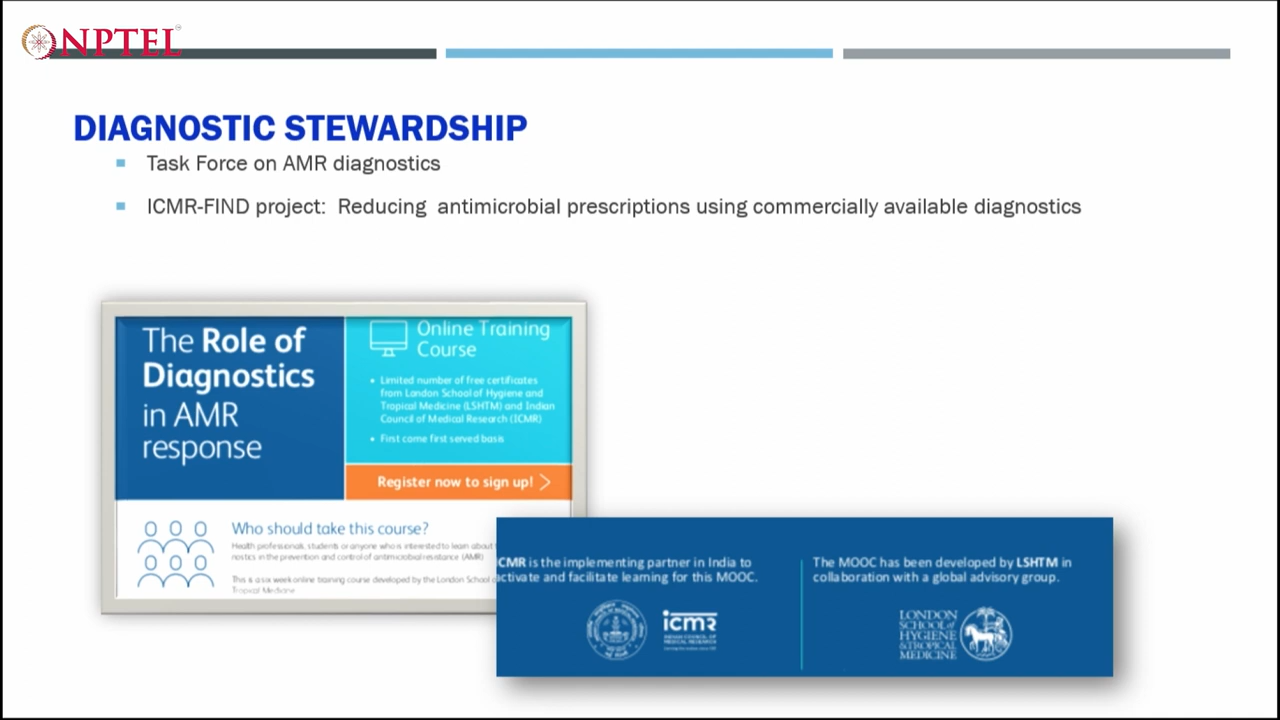 NPTEL
DIAGNOSTIC STEWARDSHIP
Task Force on AMR diagnostics
ICMR-FIND project: Reducing antimicrobial prescriptions using commercially available diagnostics
The Role of
Diagnostics
in AMR
response
Online Training
Course
• Limited number of free certificates
from London School of Hygiene and
Tropical Medicine (LSHTM) and Indian
Council of Medical Research (ICMR)
• First come first served basis
Register now to sign up!
Who should take this course?
Health professionals, students or anyone who is interested to learn about
nostics in the prevention and control of antimicrobial resistance (AMR)
This is a six week online training course developed by the London School
Tropical Medicine
CMR is the implementing partner in India to
activate and facilitate learning for this MOOC.
icmr
INDIAN COUNCIL OF
MEDICAL RESEARCH
The MOOC has been developed by LSHTM in
collaboration with a global advisory group.
LONDON
SCHOOL of
HYGIENE
& TROPICAL
MEDICINE